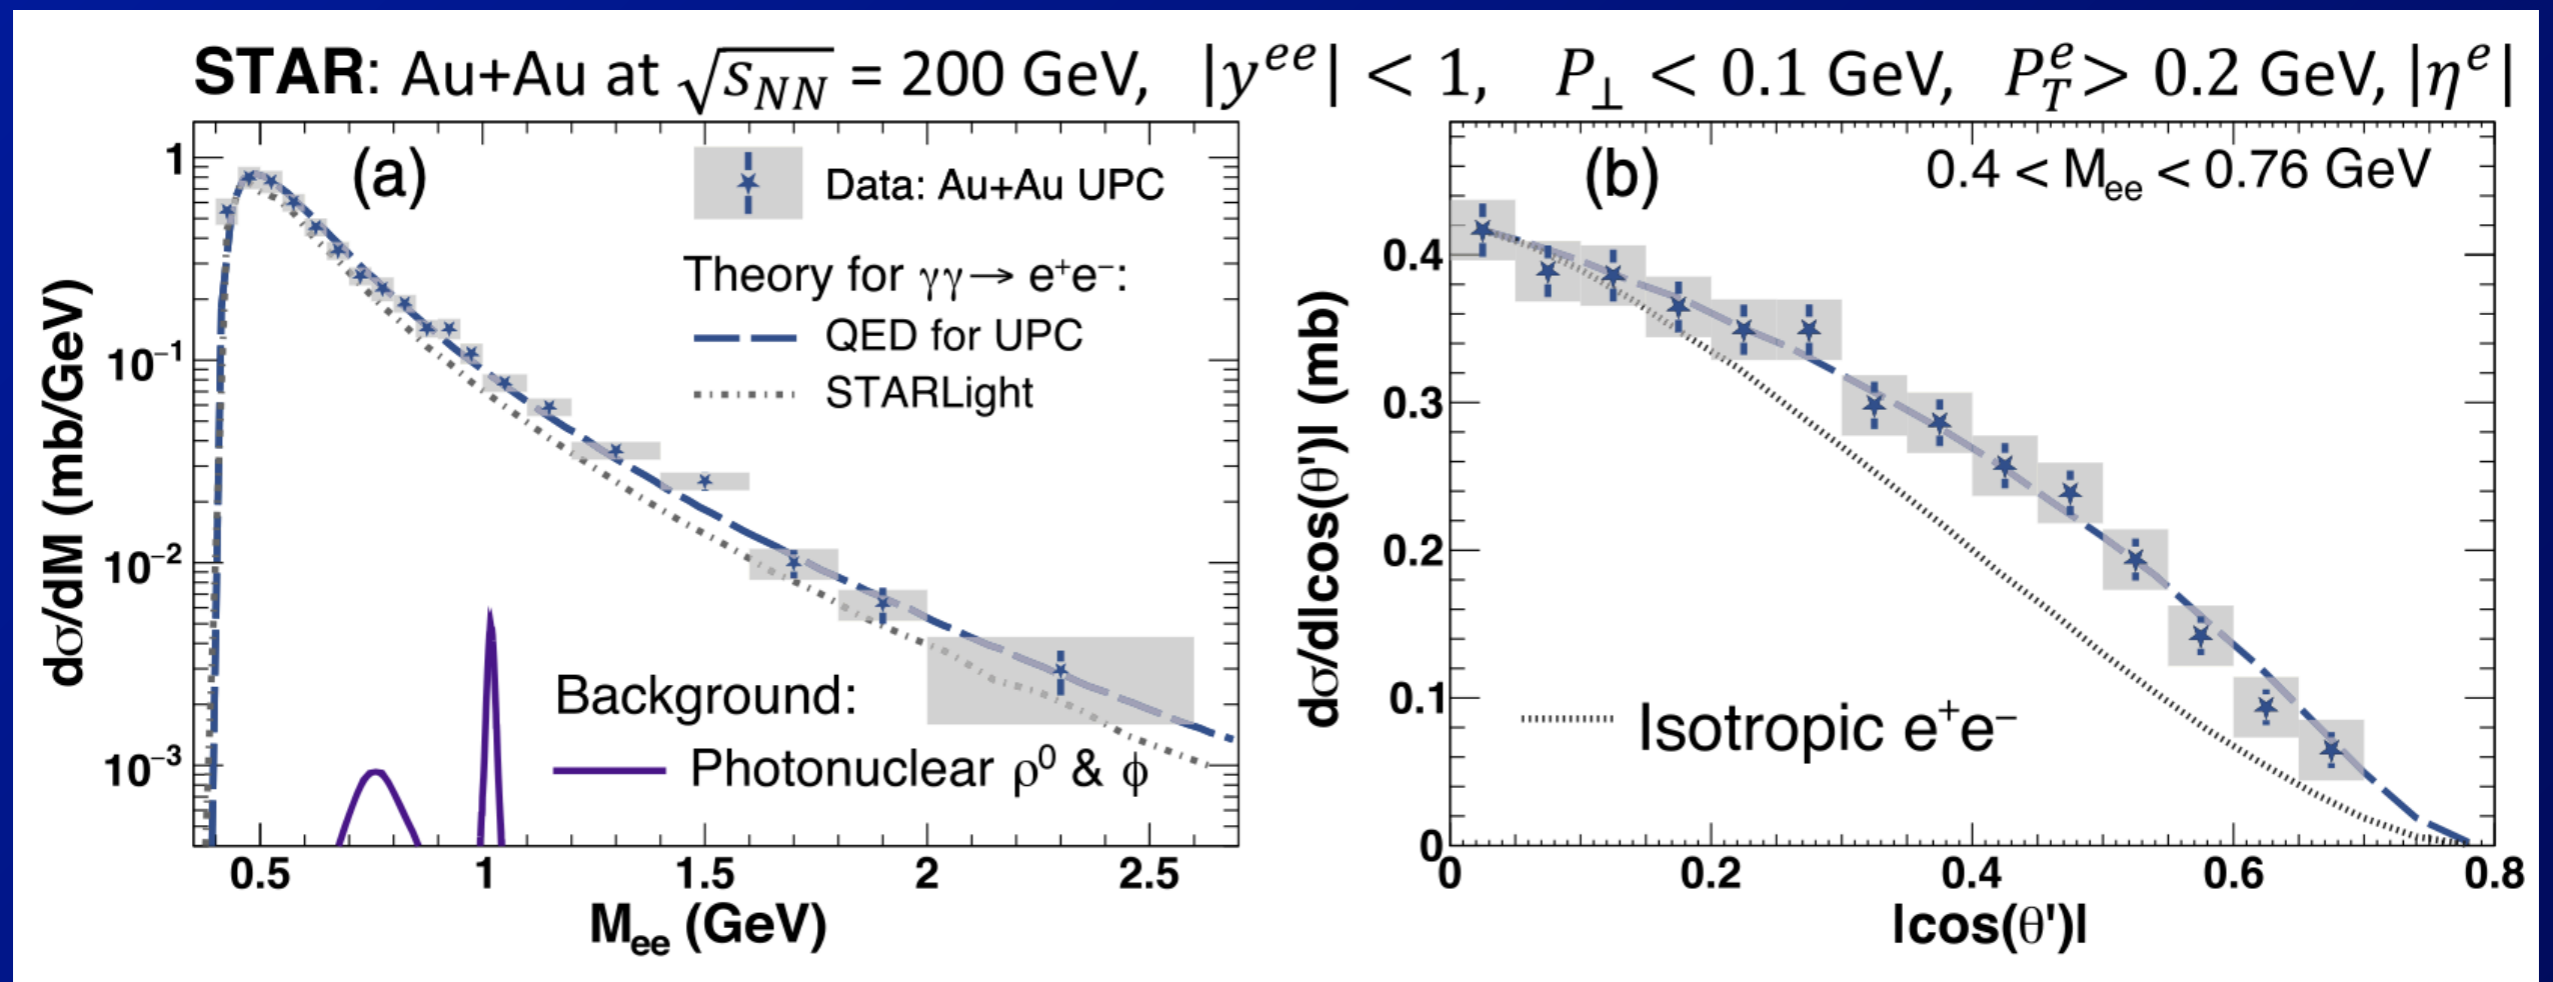 STAR: Au+Au at √s_NN = 200 GeV, |y^ee| < 1, P_⊥ < 0.1 GeV, P_T^e > 0.2 GeV, |η^e|
(a)
Data: Au+Au UPC
Theory for γγ→ e⁺e⁻:
QED for UPC
STARLight
Background:
Photonuclear ρ⁰ & ϕ
dσ/dM (mb/GeV)
1
10⁻¹
10⁻²
10⁻³
0.5 1 1.5 2 2.5
M_ee (GeV)
(b)
0.4 < M_ee < 0.76 GeV
Isotropic e⁺e⁻
dσ/d|cos(θ')| (mb)
0.4
0.3
0.2
0.1
0
0 0.2 0.4 0.6 0.8
|cos(θ')|